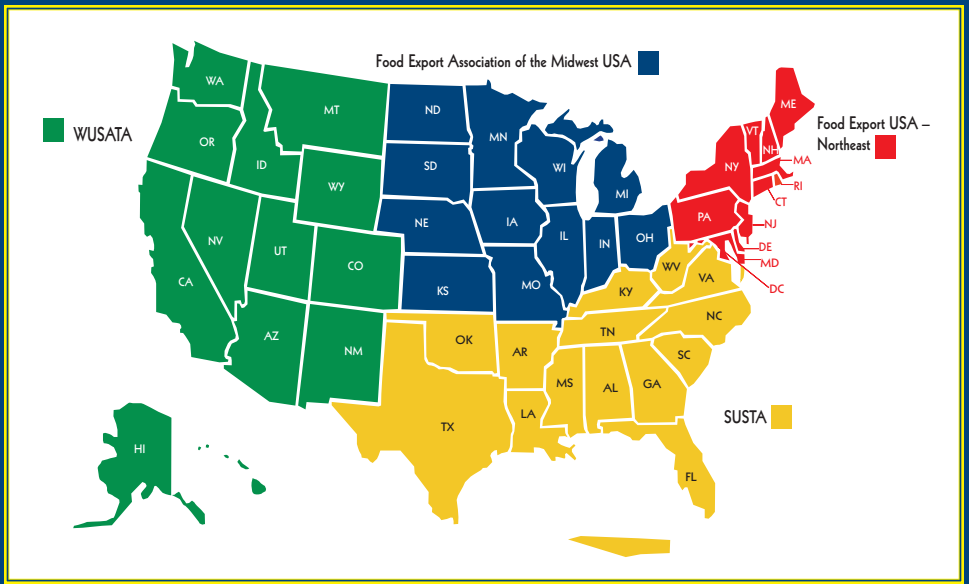 Food Export Association of the Midwest USA
WUSATA
Food Export USA –
Northeast
SUSTA
WA
MT
ND
MN
ME
VT
NH
OR
ID
SD
WI
MI
NY
MA
RI
CT
WY
NE
IA
PA
NJ
NV
UT
CO
IL
IN
OH
DE
MD
DC
CA
KS
MO
WV
VA
KY
AZ
NM
OK
AR
TN
NC
SC
MS
AL
GA
TX
LA
FL
HI